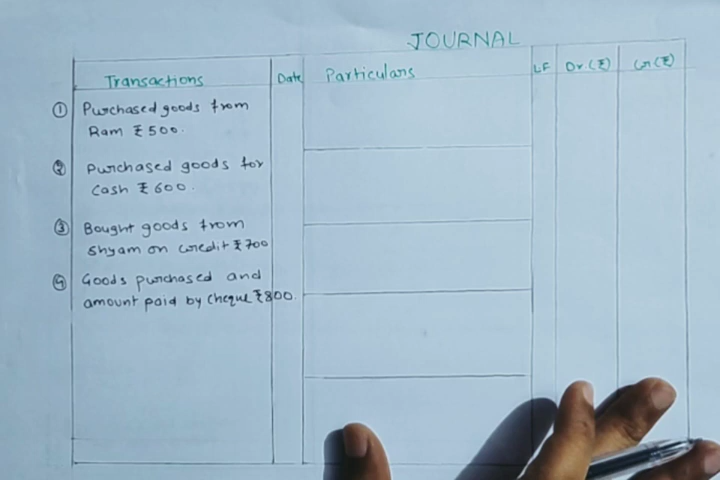 JOURNAL
Transactions Date Particulars LF Dr.(₹) Cr(₹)
① Purchased goods from
Ram ₹500.
② Purchased goods for
Cash ₹600.
③ Bought goods from
Shyam on credit ₹700
④ Goods purchased and
amount paid by cheque ₹800.